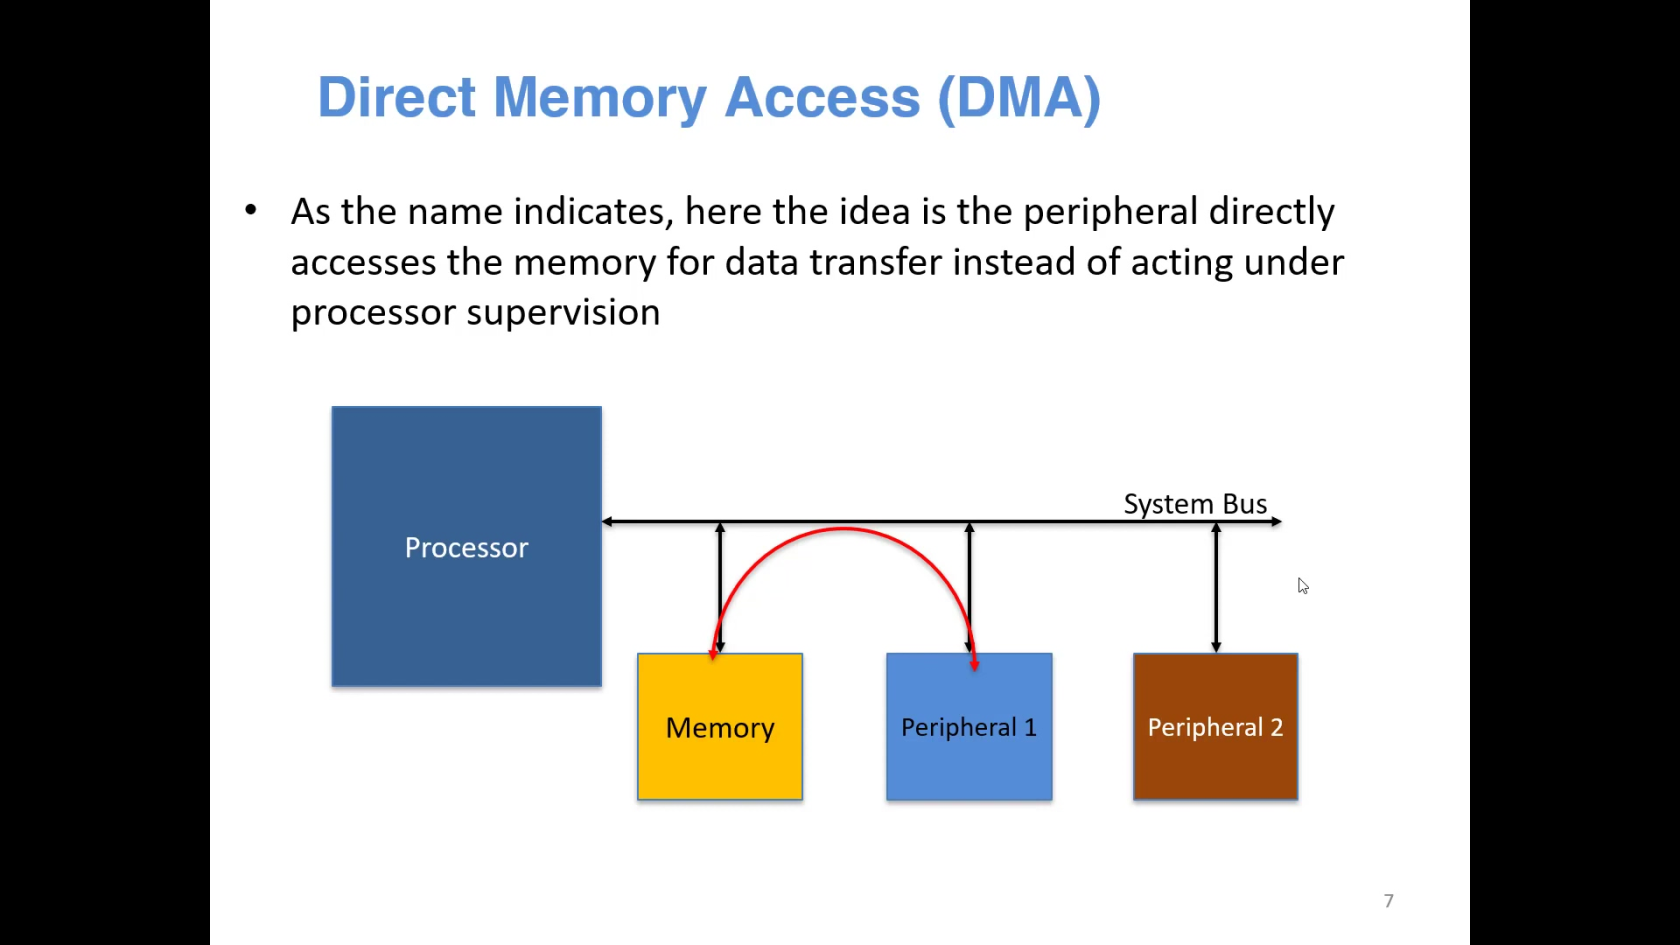 Direct Memory Access (DMA)
• As the name indicates, here the idea is the peripheral directly
accesses the memory for data transfer instead of acting under
processor supervision
System Bus
Processor
Memory
Peripheral 1
Peripheral 2
7